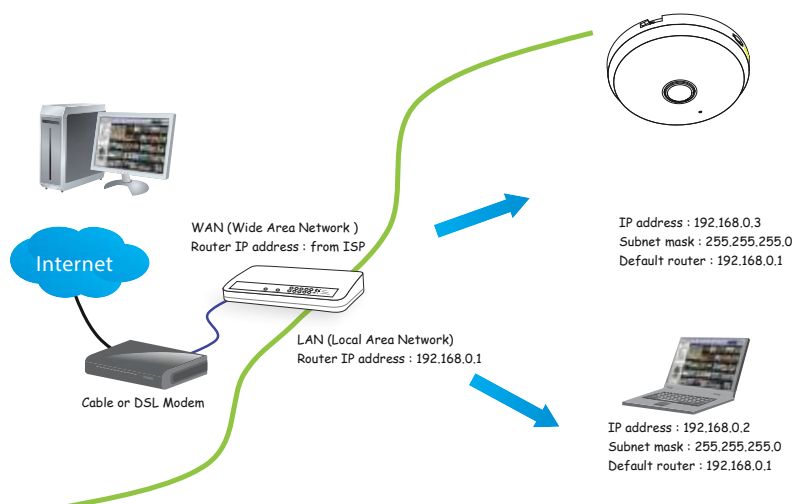 WAN (Wide Area Network )
Router IP address : from ISP
Internet
Cable or DSL Modem
LAN (Local Area Network)
Router IP address : 192.168.0.1
IP address : 192.168.0.3
Subnet mask : 255.255.255.0
Default router : 192.168.0.1
IP address : 192.168.0.2
Subnet mask : 255.255.255.0
Default router : 192.168.0.1